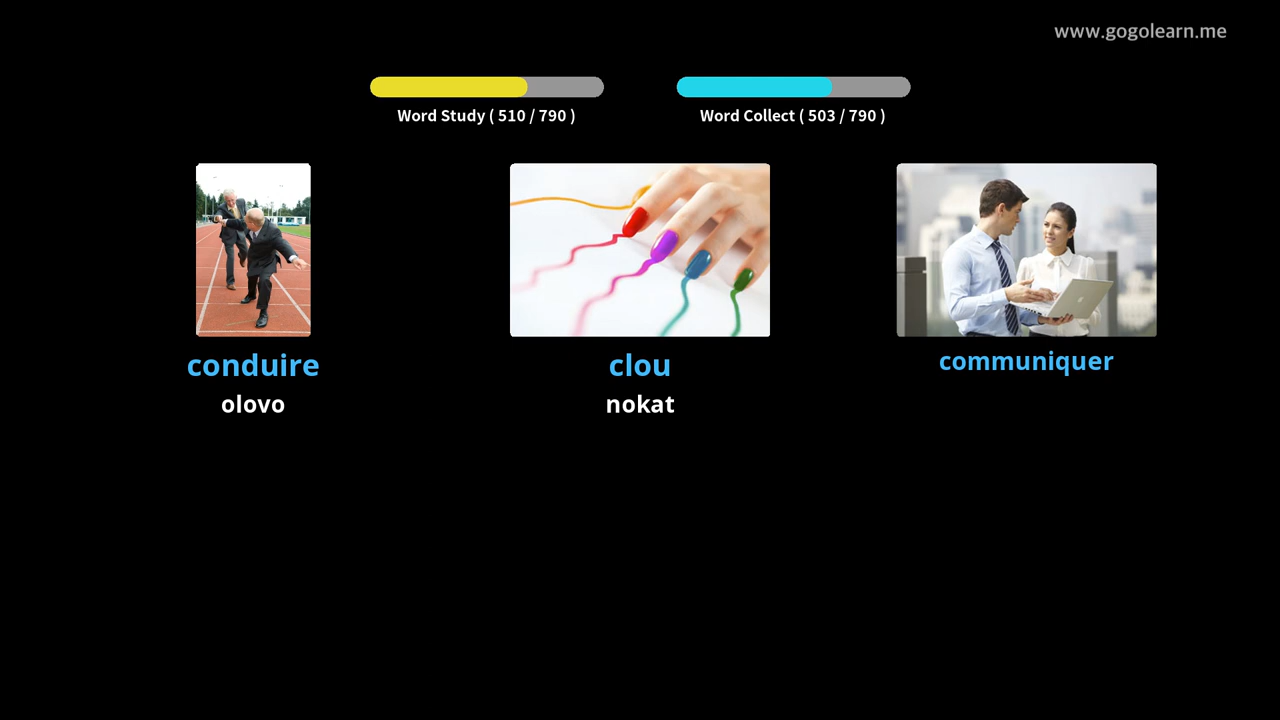 www.gogolearn.me
Word Study ( 510 / 790 )
Word Collect ( 503 / 790 )
conduire
olovo
clou
nokat
communiquer